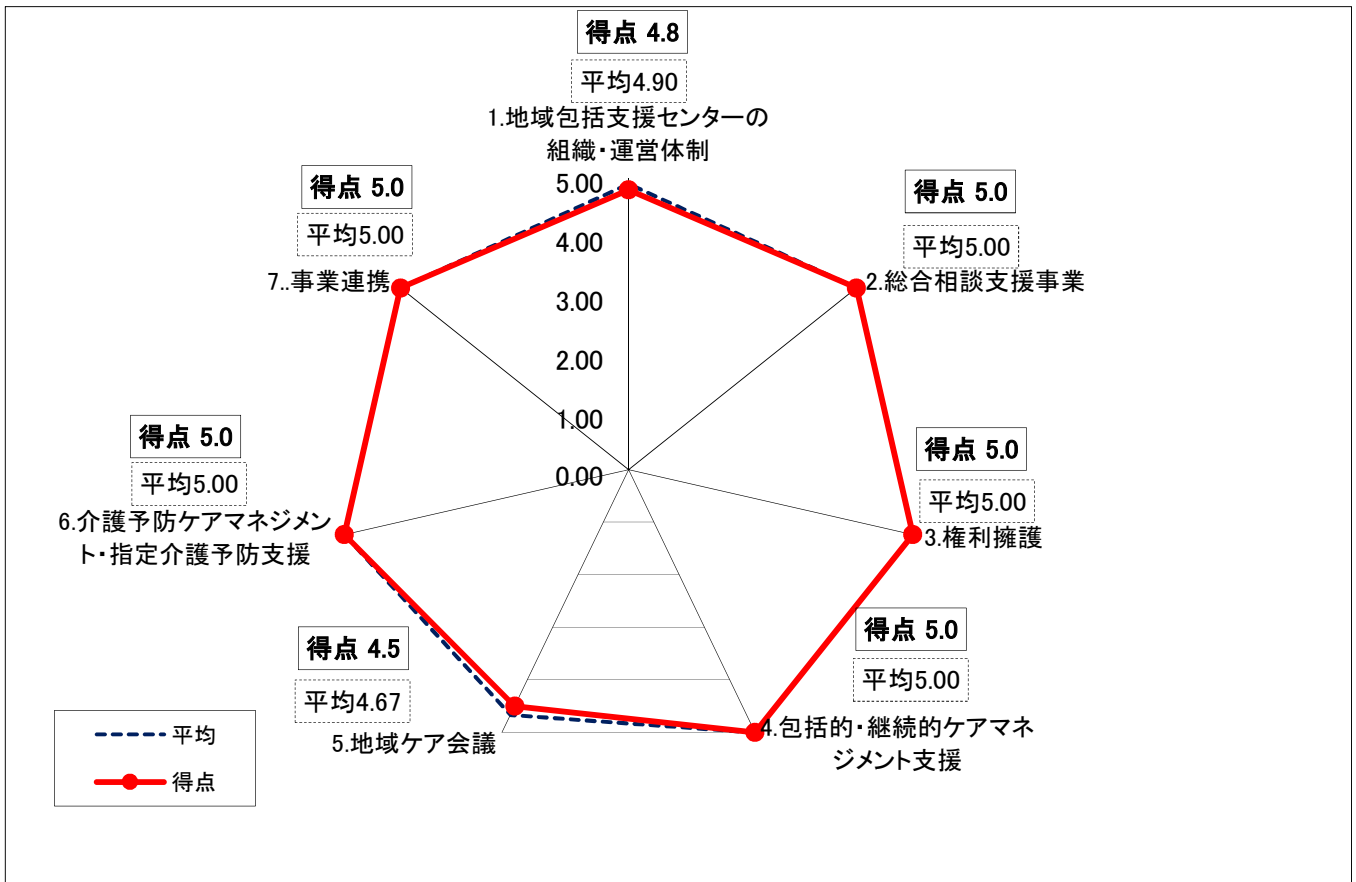 得点 4.8
平均4.90
1.地域包括支援センターの
組織・運営体制
得点 5.0
平均5.00
2.総合相談支援事業
得点 5.0
平均5.00
3.権利擁護
得点 5.0
平均5.00
4.包括的・継続的ケアマネ
ジメント支援
得点 4.5
平均4.67
5.地域ケア会議
得点 5.0
平均5.00
6.介護予防ケアマネジメン
ト・指定介護予防支援
得点 5.0
平均5.00
7..事業連携
5.00
4.00
3.00
2.00
1.00
0.00
平均
得点